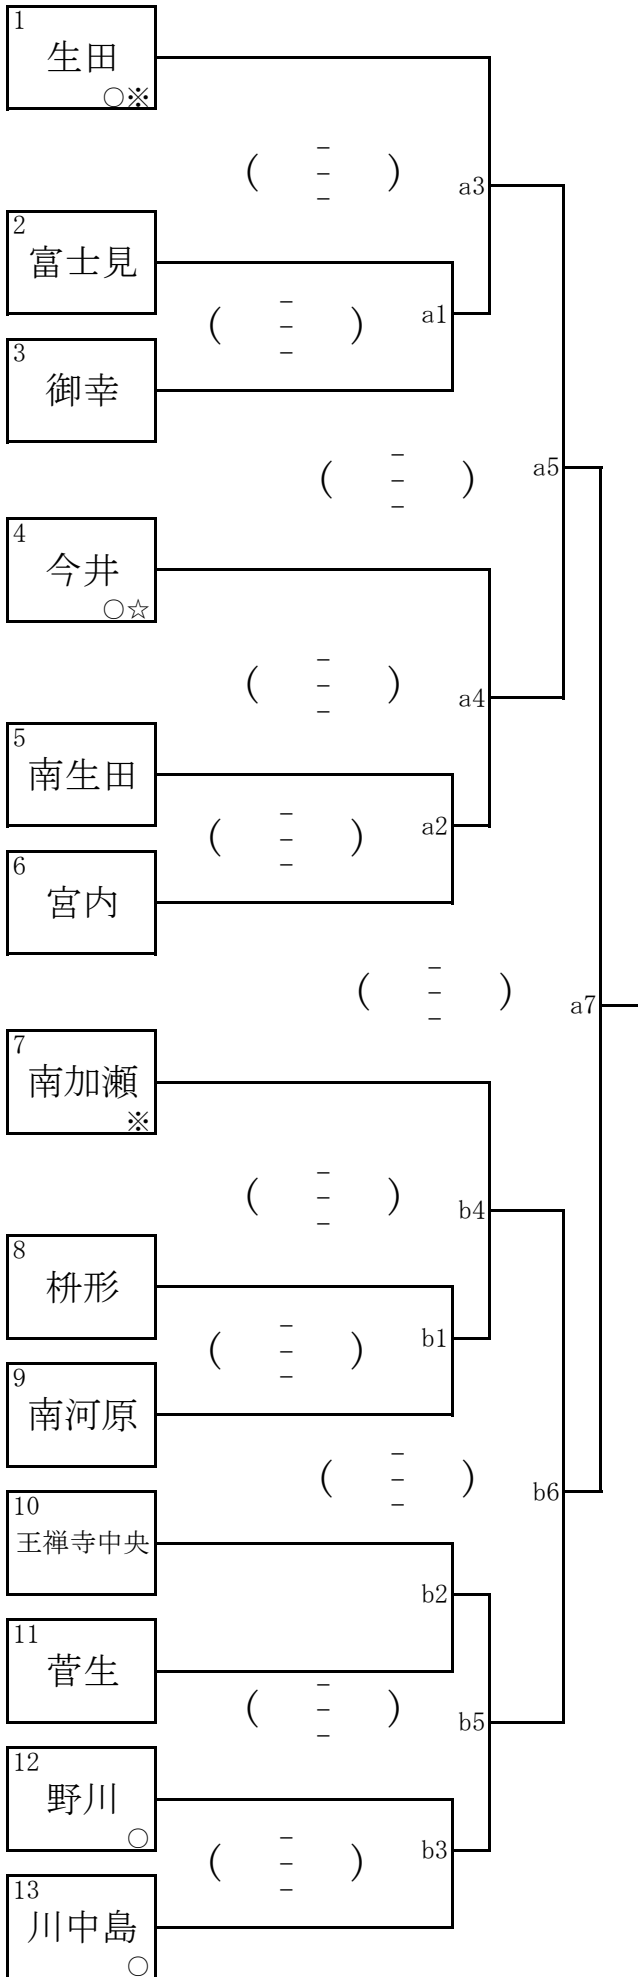 1
生田
○※
( - - - )
a3
2
富士見
( - - - )
a1
3
御幸
( - - - )
a5
4
今井
○☆
( - - - )
a4
5
南生田
( - - - )
a2
6
宮内
( - - - )
a7
7
南加瀬
※
( - - - )
b4
8
枡形
( - - - )
b1
9
南河原
( - - - )
b6
10
王禅寺中央
b2
11
菅生
( - - - )
b5
12
野川
○
( - - - )
b3
13
川中島
○